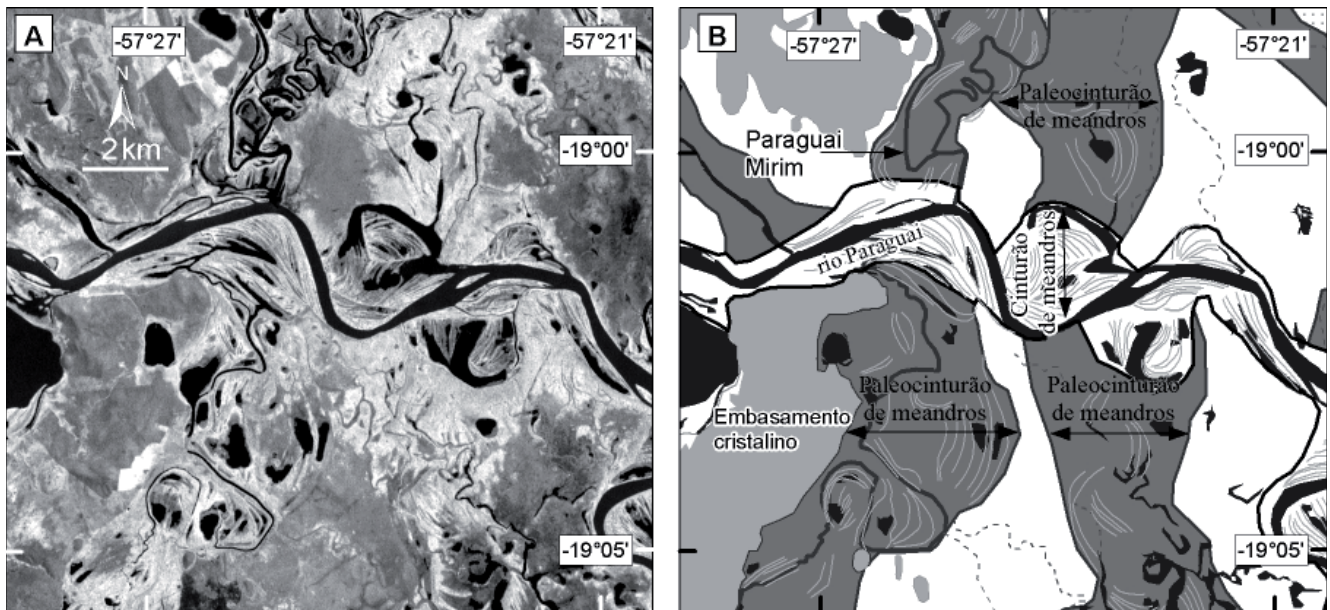 A
-57°27'
-57°21'
N
2 km
-19°00'
-19°05'
B
-57°27'
-57°21'
Paleocinturão
de meandros
Paraguai
Mirim
-19°00'
rio Paraguai
Cinturão
de meandros
Paleocinturão
de meandros
Paleocinturão
de meandros
Embasamento
cristalino
-19°05'